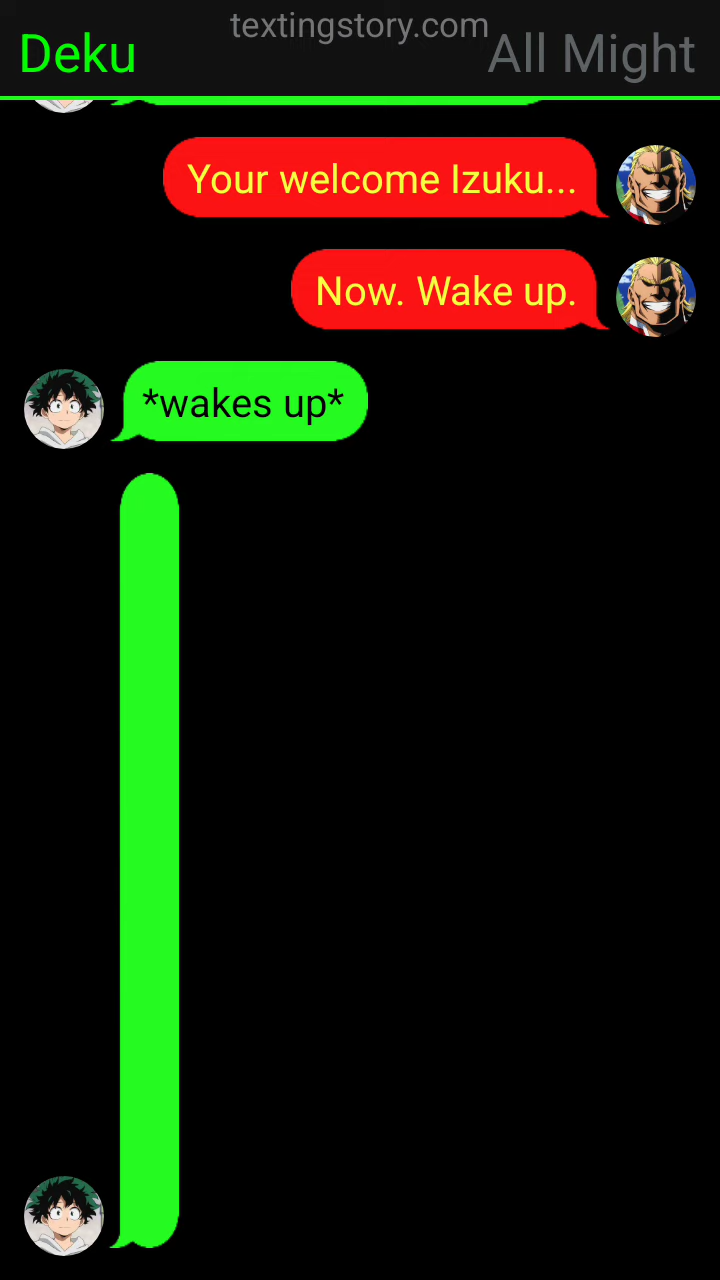 textingstory.com
Deku
All Might
Your welcome Izuku...
Now. Wake up.
*wakes up*